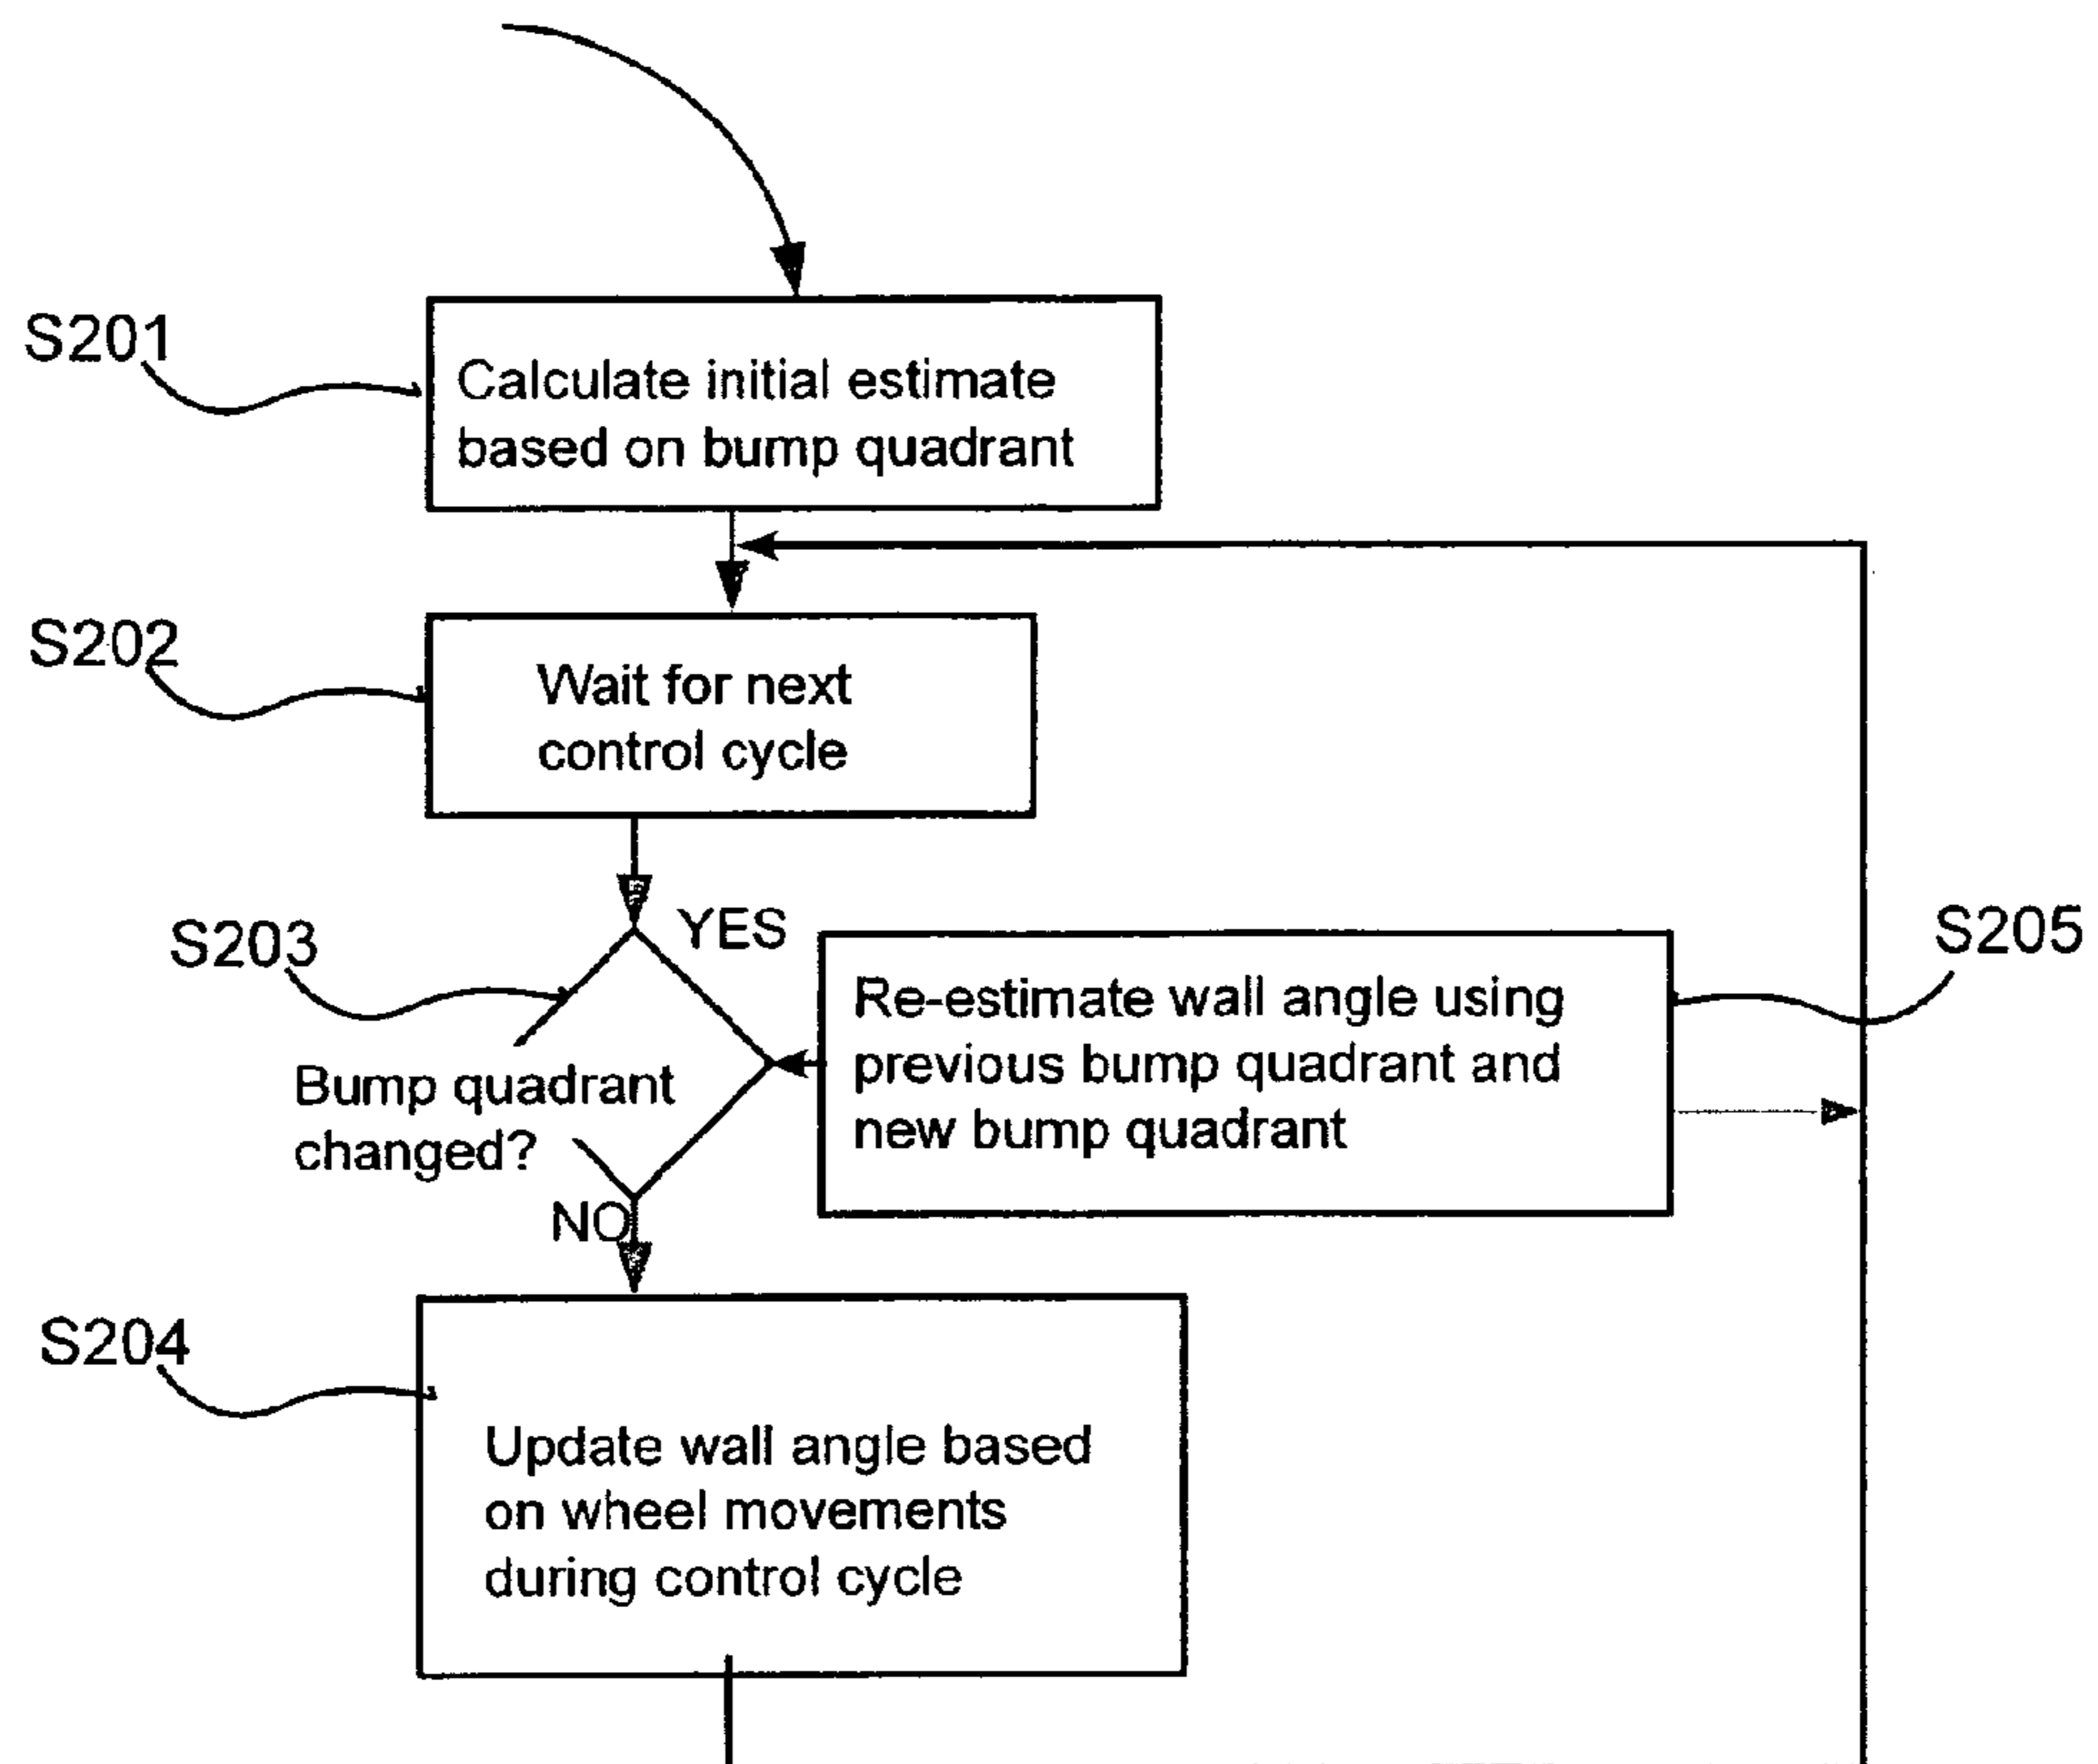 S201
Calculate initial estimate
based on bump quadrant
S202
Wait for next
control cycle
S203
YES
Bump quadrant
changed?
NO
S205
Re-estimate wall angle using
previous bump quadrant and
new bump quadrant
S204
Update wall angle based
on wheel movements
during control cycle